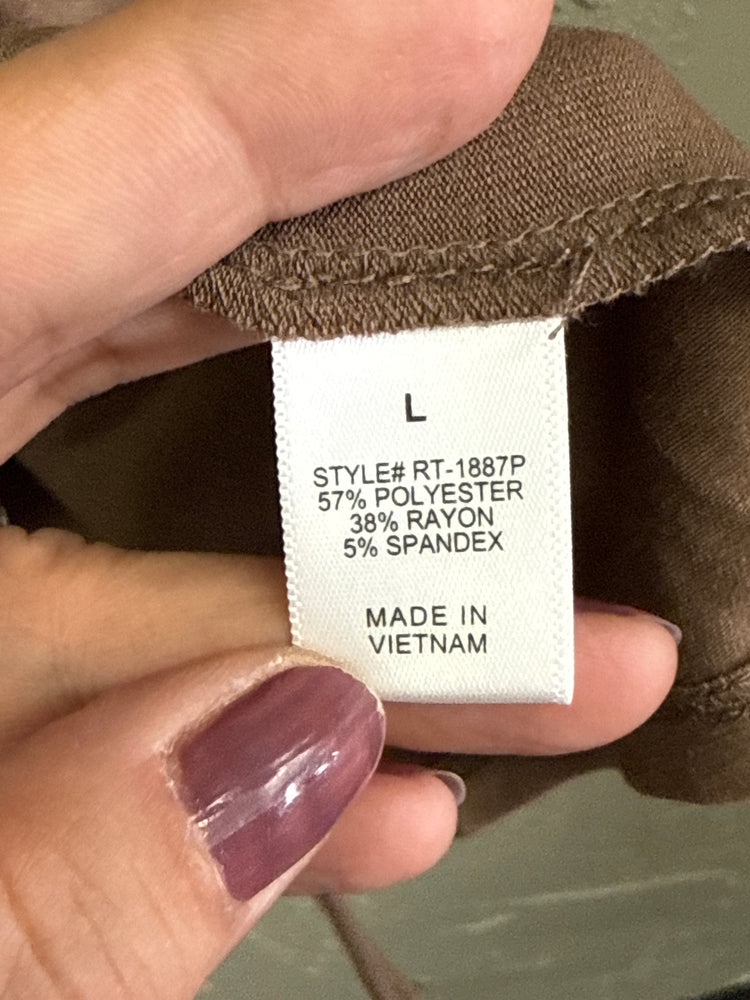 L
STYLE# RT-1887P
57% POLYESTER
38% RAYON
5% SPANDEX
MADE IN
VIETNAM